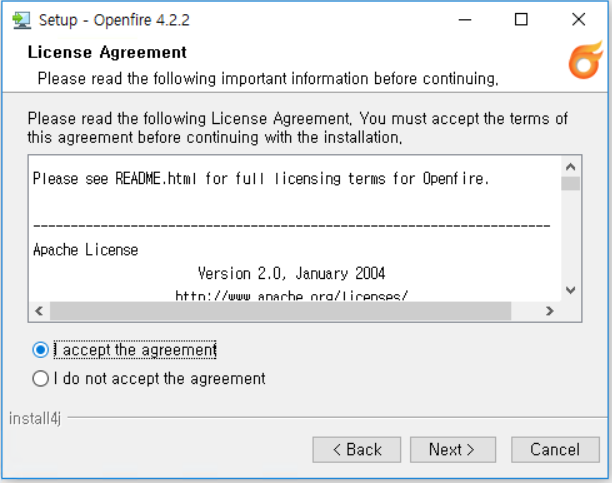 Setup - Openfire 4.2.2
License Agreement
Please read the following important information before continuing.
Please read the following License Agreement. You must accept the terms of
this agreement before continuing with the installation.
Please see README.html for full licensing terms for Openfire.
----------------------------------------------------------------------
Apache License
Version 2.0, January 2004
http://www.apache.org/licenses/
I accept the agreement
I do not accept the agreement
install4j
< Back
Next >
Cancel